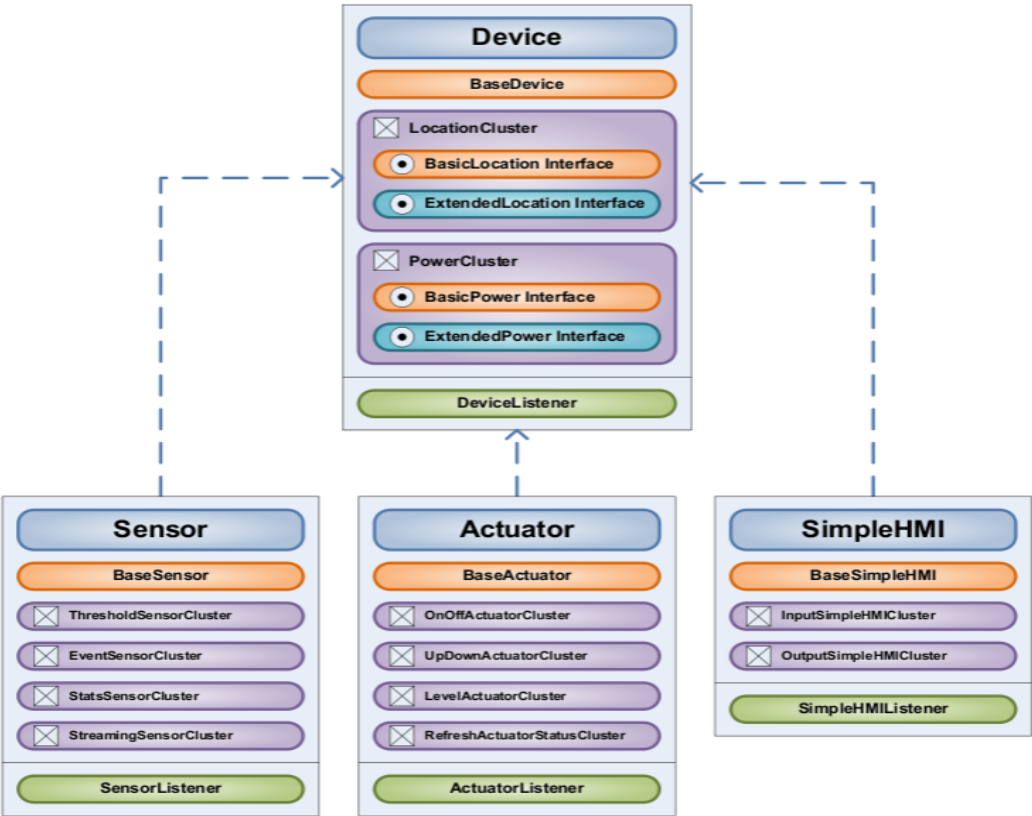 Device
BaseDevice
LocationCluster
BasicLocation Interface
ExtendedLocation Interface
PowerCluster
BasicPower Interface
ExtendedPower Interface
DeviceListener
Sensor
BaseSensor
ThresholdSensorCluster
EventSensorCluster
StatsSensorCluster
StreamingSensorCluster
SensorListener
Actuator
BaseActuator
OnOffActuatorCluster
UpDownActuatorCluster
LevelActuatorCluster
RefreshActuatorStatusCluster
ActuatorListener
SimpleHMI
BaseSimpleHMI
InputSimpleHMICluster
OutputSimpleHMICluster
SimpleHMIListener